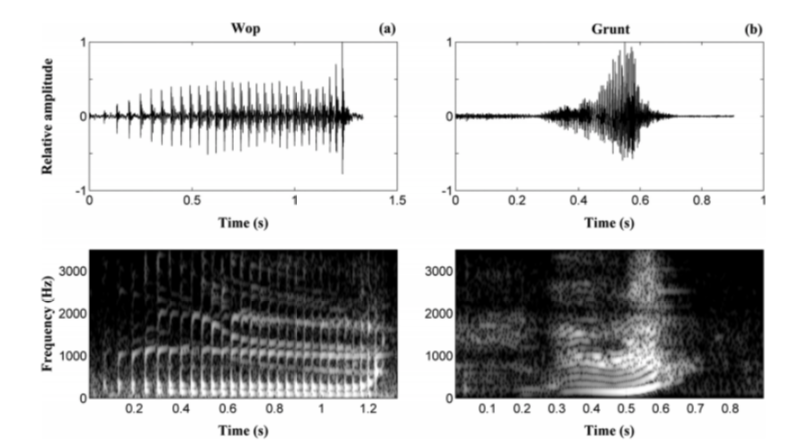 Wop (a)
Grunt (b)
Relative amplitude
1
0
-1
0 0.5 1 1.5
Time (s)
1
0
-1
0 0.2 0.4 0.6 0.8 1
Time (s)
Frequency (Hz)
3000
2000
1000
0
0.2 0.4 0.6 0.8 1 1.2
Time (s)
3000
2000
1000
0
0.1 0.2 0.3 0.4 0.5 0.6 0.7 0.8
Time (s)